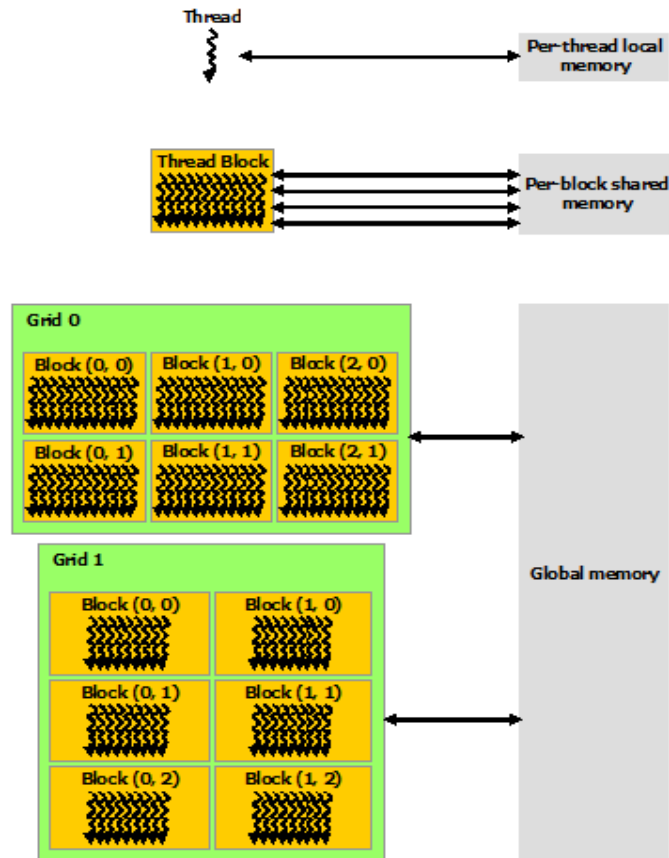 Thread
Per-thread local
memory
Thread Block
Per-block shared
memory
Grid 0
Block (0, 0)
Block (1, 0)
Block (2, 0)
Block (0, 1)
Block (1, 1)
Block (2, 1)
Grid 1
Block (0, 0)
Block (1, 0)
Block (0, 1)
Block (1, 1)
Block (0, 2)
Block (1, 2)
Global memory